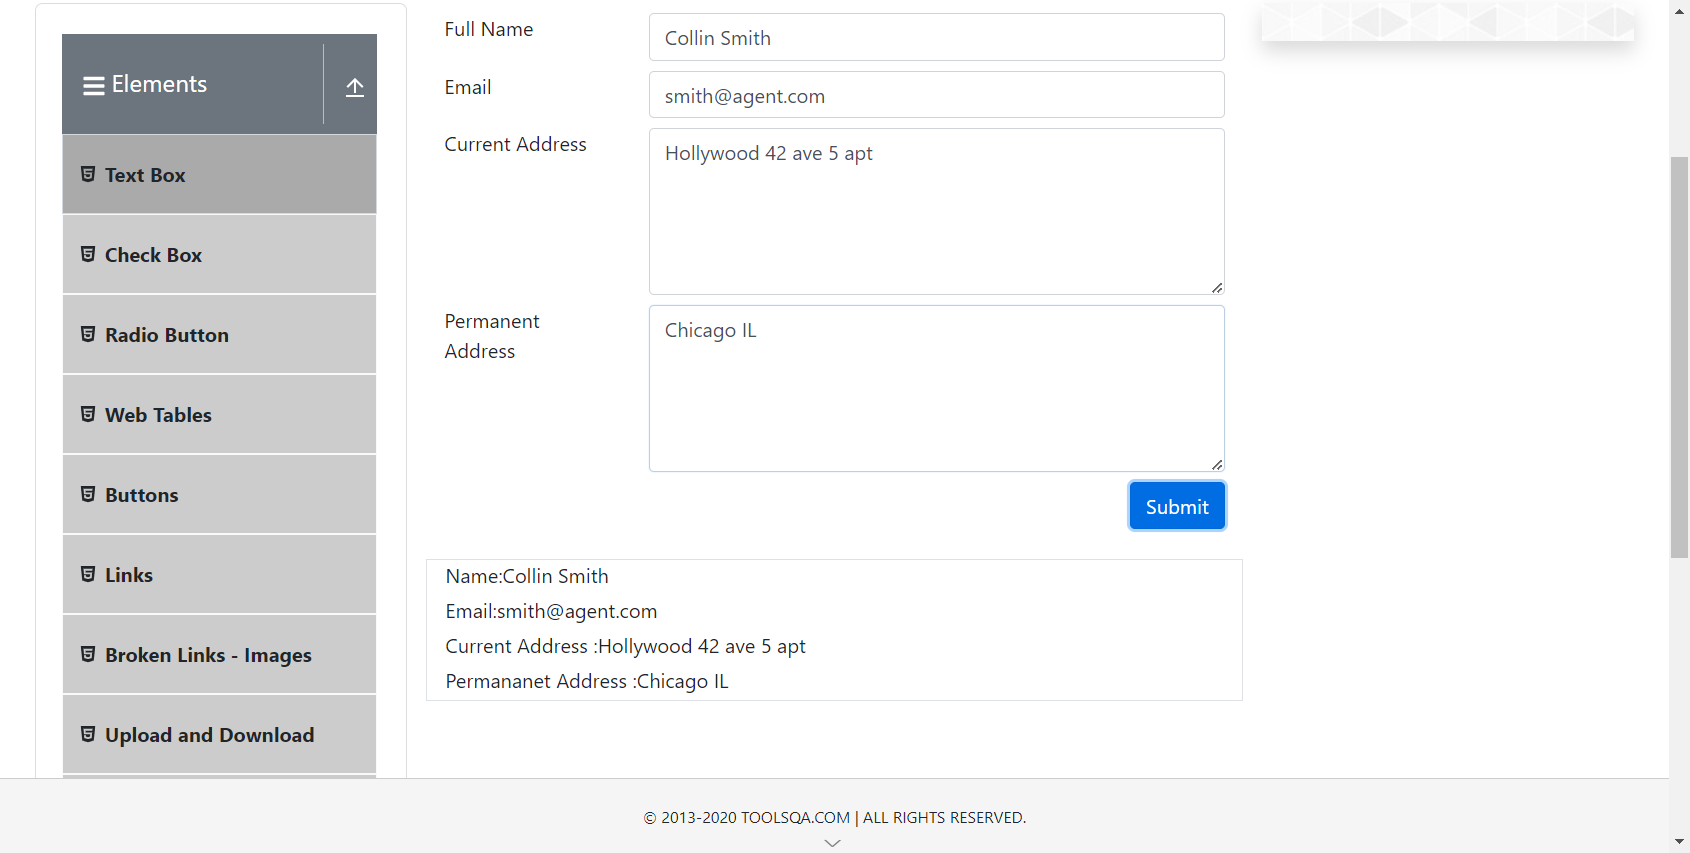 Elements
Text Box
Check Box
Radio Button
Web Tables
Buttons
Links
Broken Links - Images
Upload and Download
Full Name
Collin Smith
Email
smith@agent.com
Current Address
Hollywood 42 ave 5 apt
Permanent
Address
Chicago IL
Submit
Name:Collin Smith
Email:smith@agent.com
Current Address :Hollywood 42 ave 5 apt
Permananet Address :Chicago IL
© 2013-2020 TOOLSQA.COM | ALL RIGHTS RESERVED.